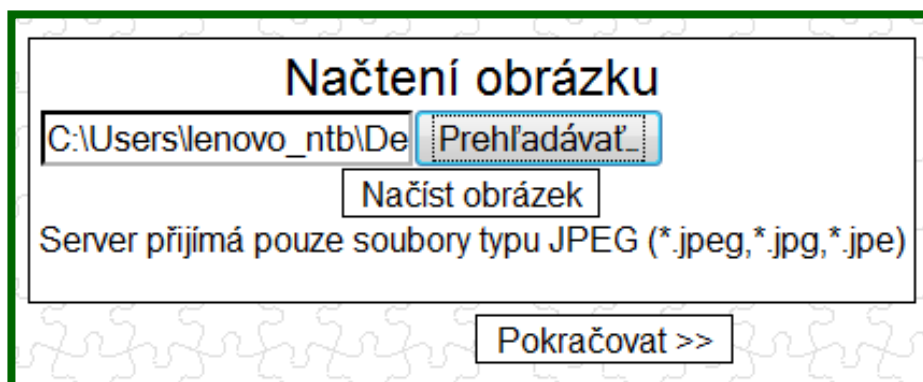 Načtení obrázku
C:\Users\lenovo_ntb\De Prehľadávať...
Načíst obrázek
Server přijímá pouze soubory typu JPEG (*.jpeg,*.jpg,*.jpe)
Pokračovat >>